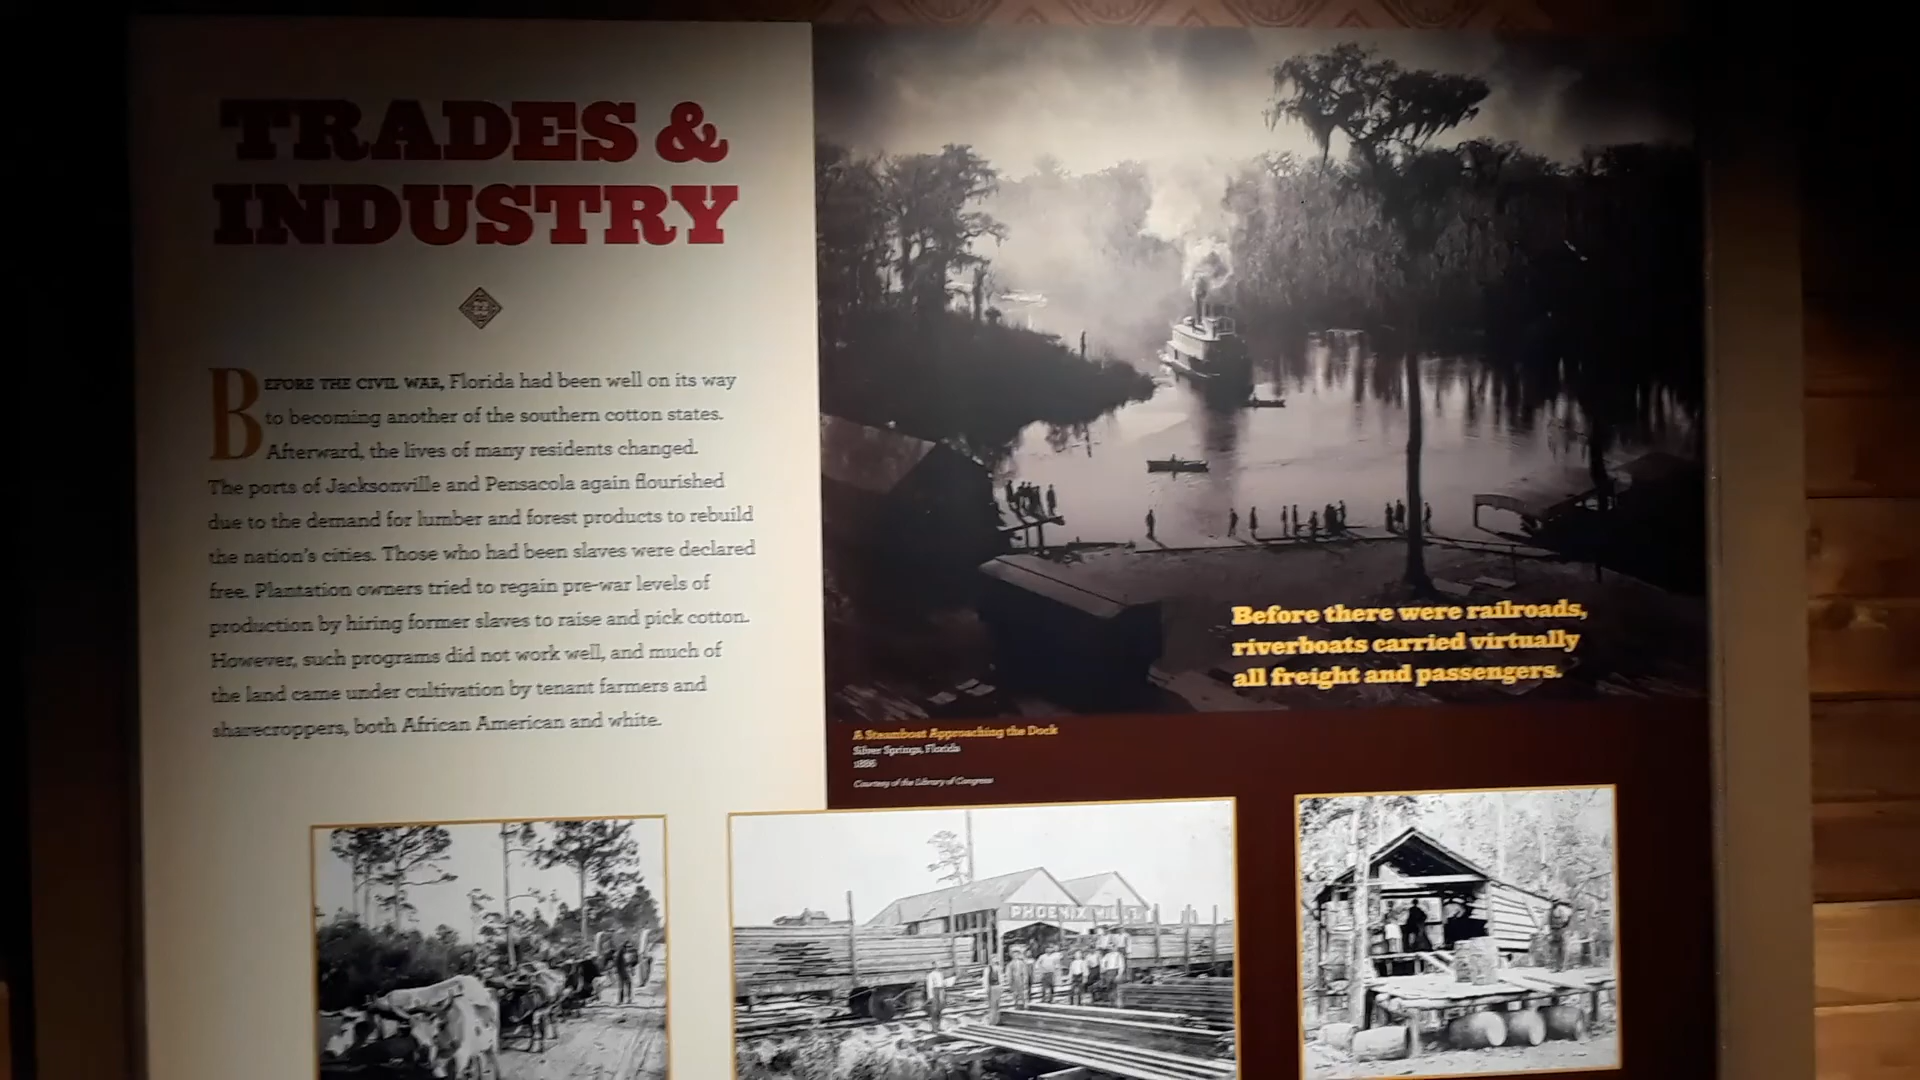 TRADES &
INDUSTRY
BEFORE THE CIVIL WAR, Florida had been well on its way
to becoming another of the southern cotton states.
Afterward, the lives of many residents changed.
The ports of Jacksonville and Pensacola again flourished
due to the demand for lumber and forest products to rebuild
the nation's cities. Those who had been slaves were declared
free. Plantation owners tried to regain pre-war levels of
production by hiring former slaves to raise and pick cotton.
However, such programs did not work well, and much of
the land came under cultivation by tenant farmers and
sharecroppers, both African American and white.
Before there were railroads,
riverboats carried virtually
all freight and passengers.
A Steamboat Approaching the Dock
Silver Springs, Florida
1886
Courtesy of the Library of Congress
PHOENIX